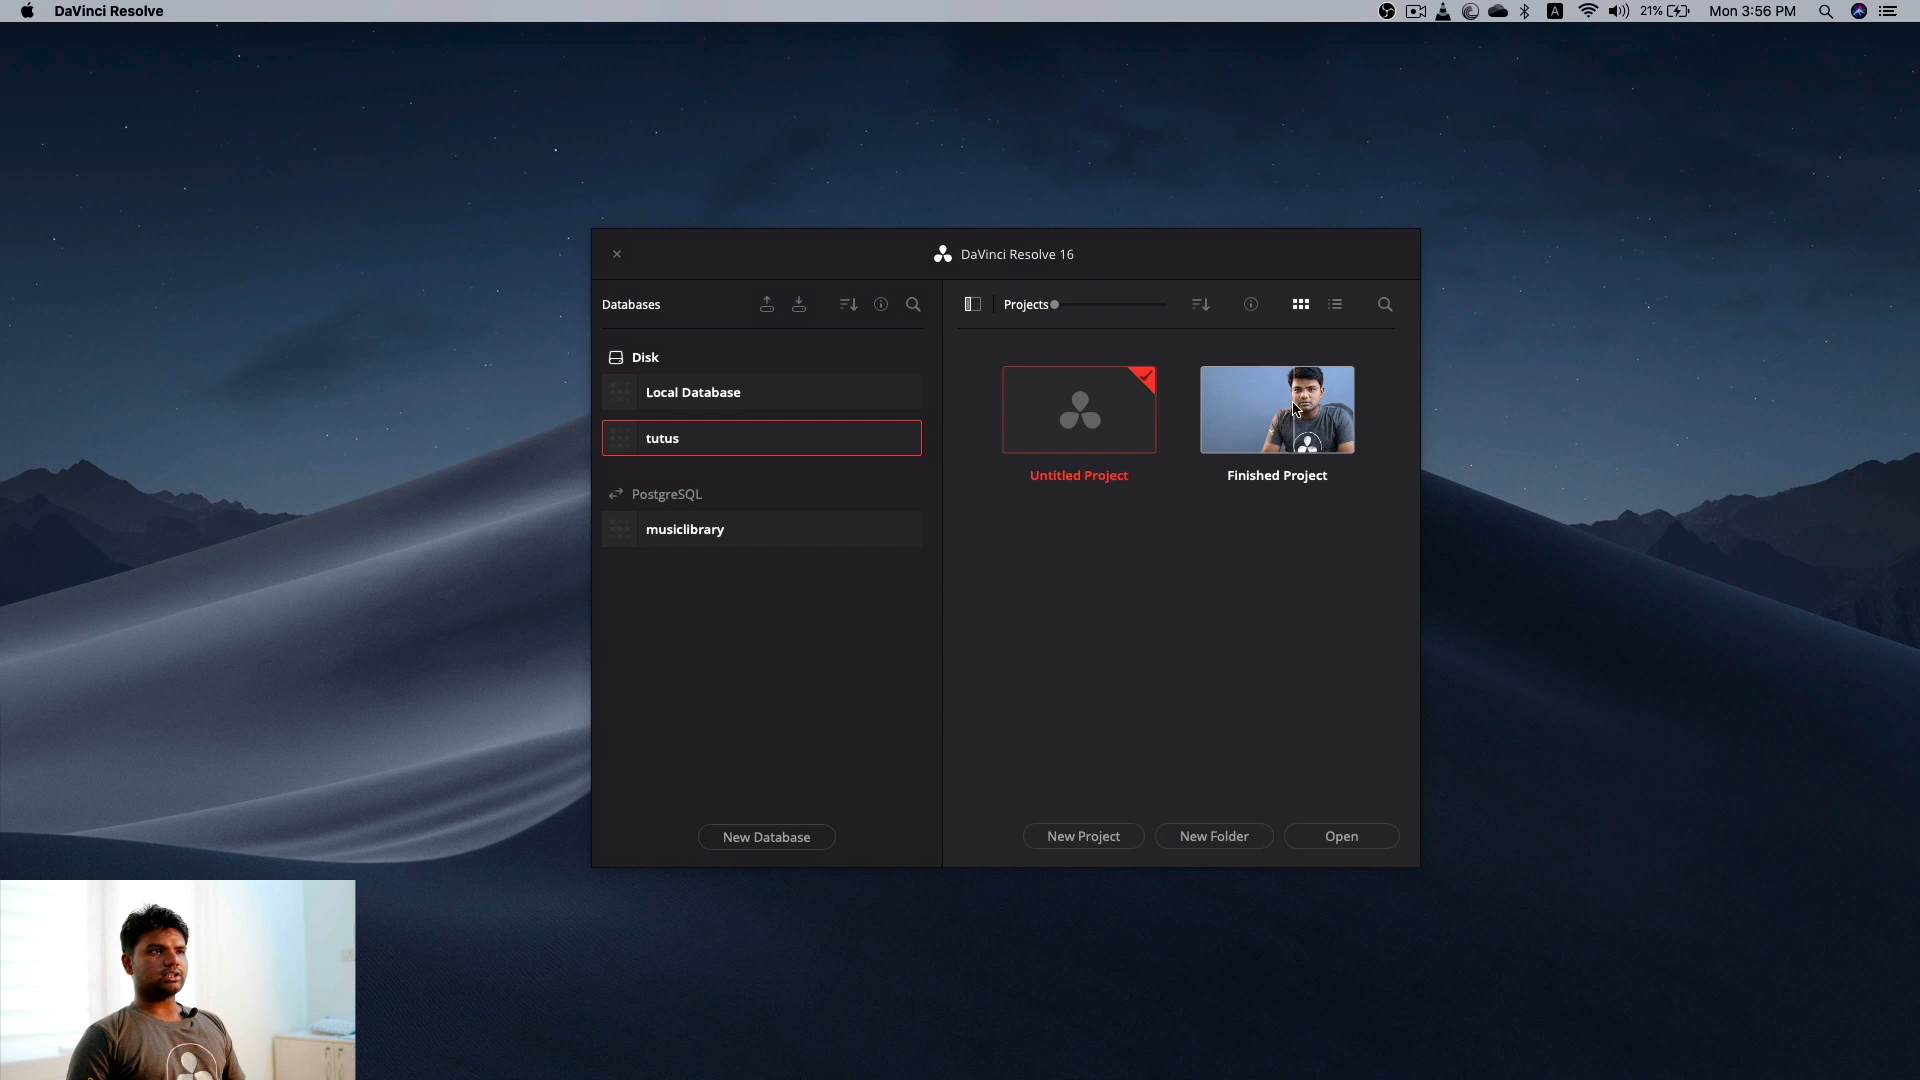 DaVinci Resolve
A
21%
Mon 3:56 PM
DaVinci Resolve 16
Databases
Projects
Disk
Local Database
tutus
PostgreSQL
musiclibrary
Untitled Project
Finished Project
New Database
New Project
New Folder
Open